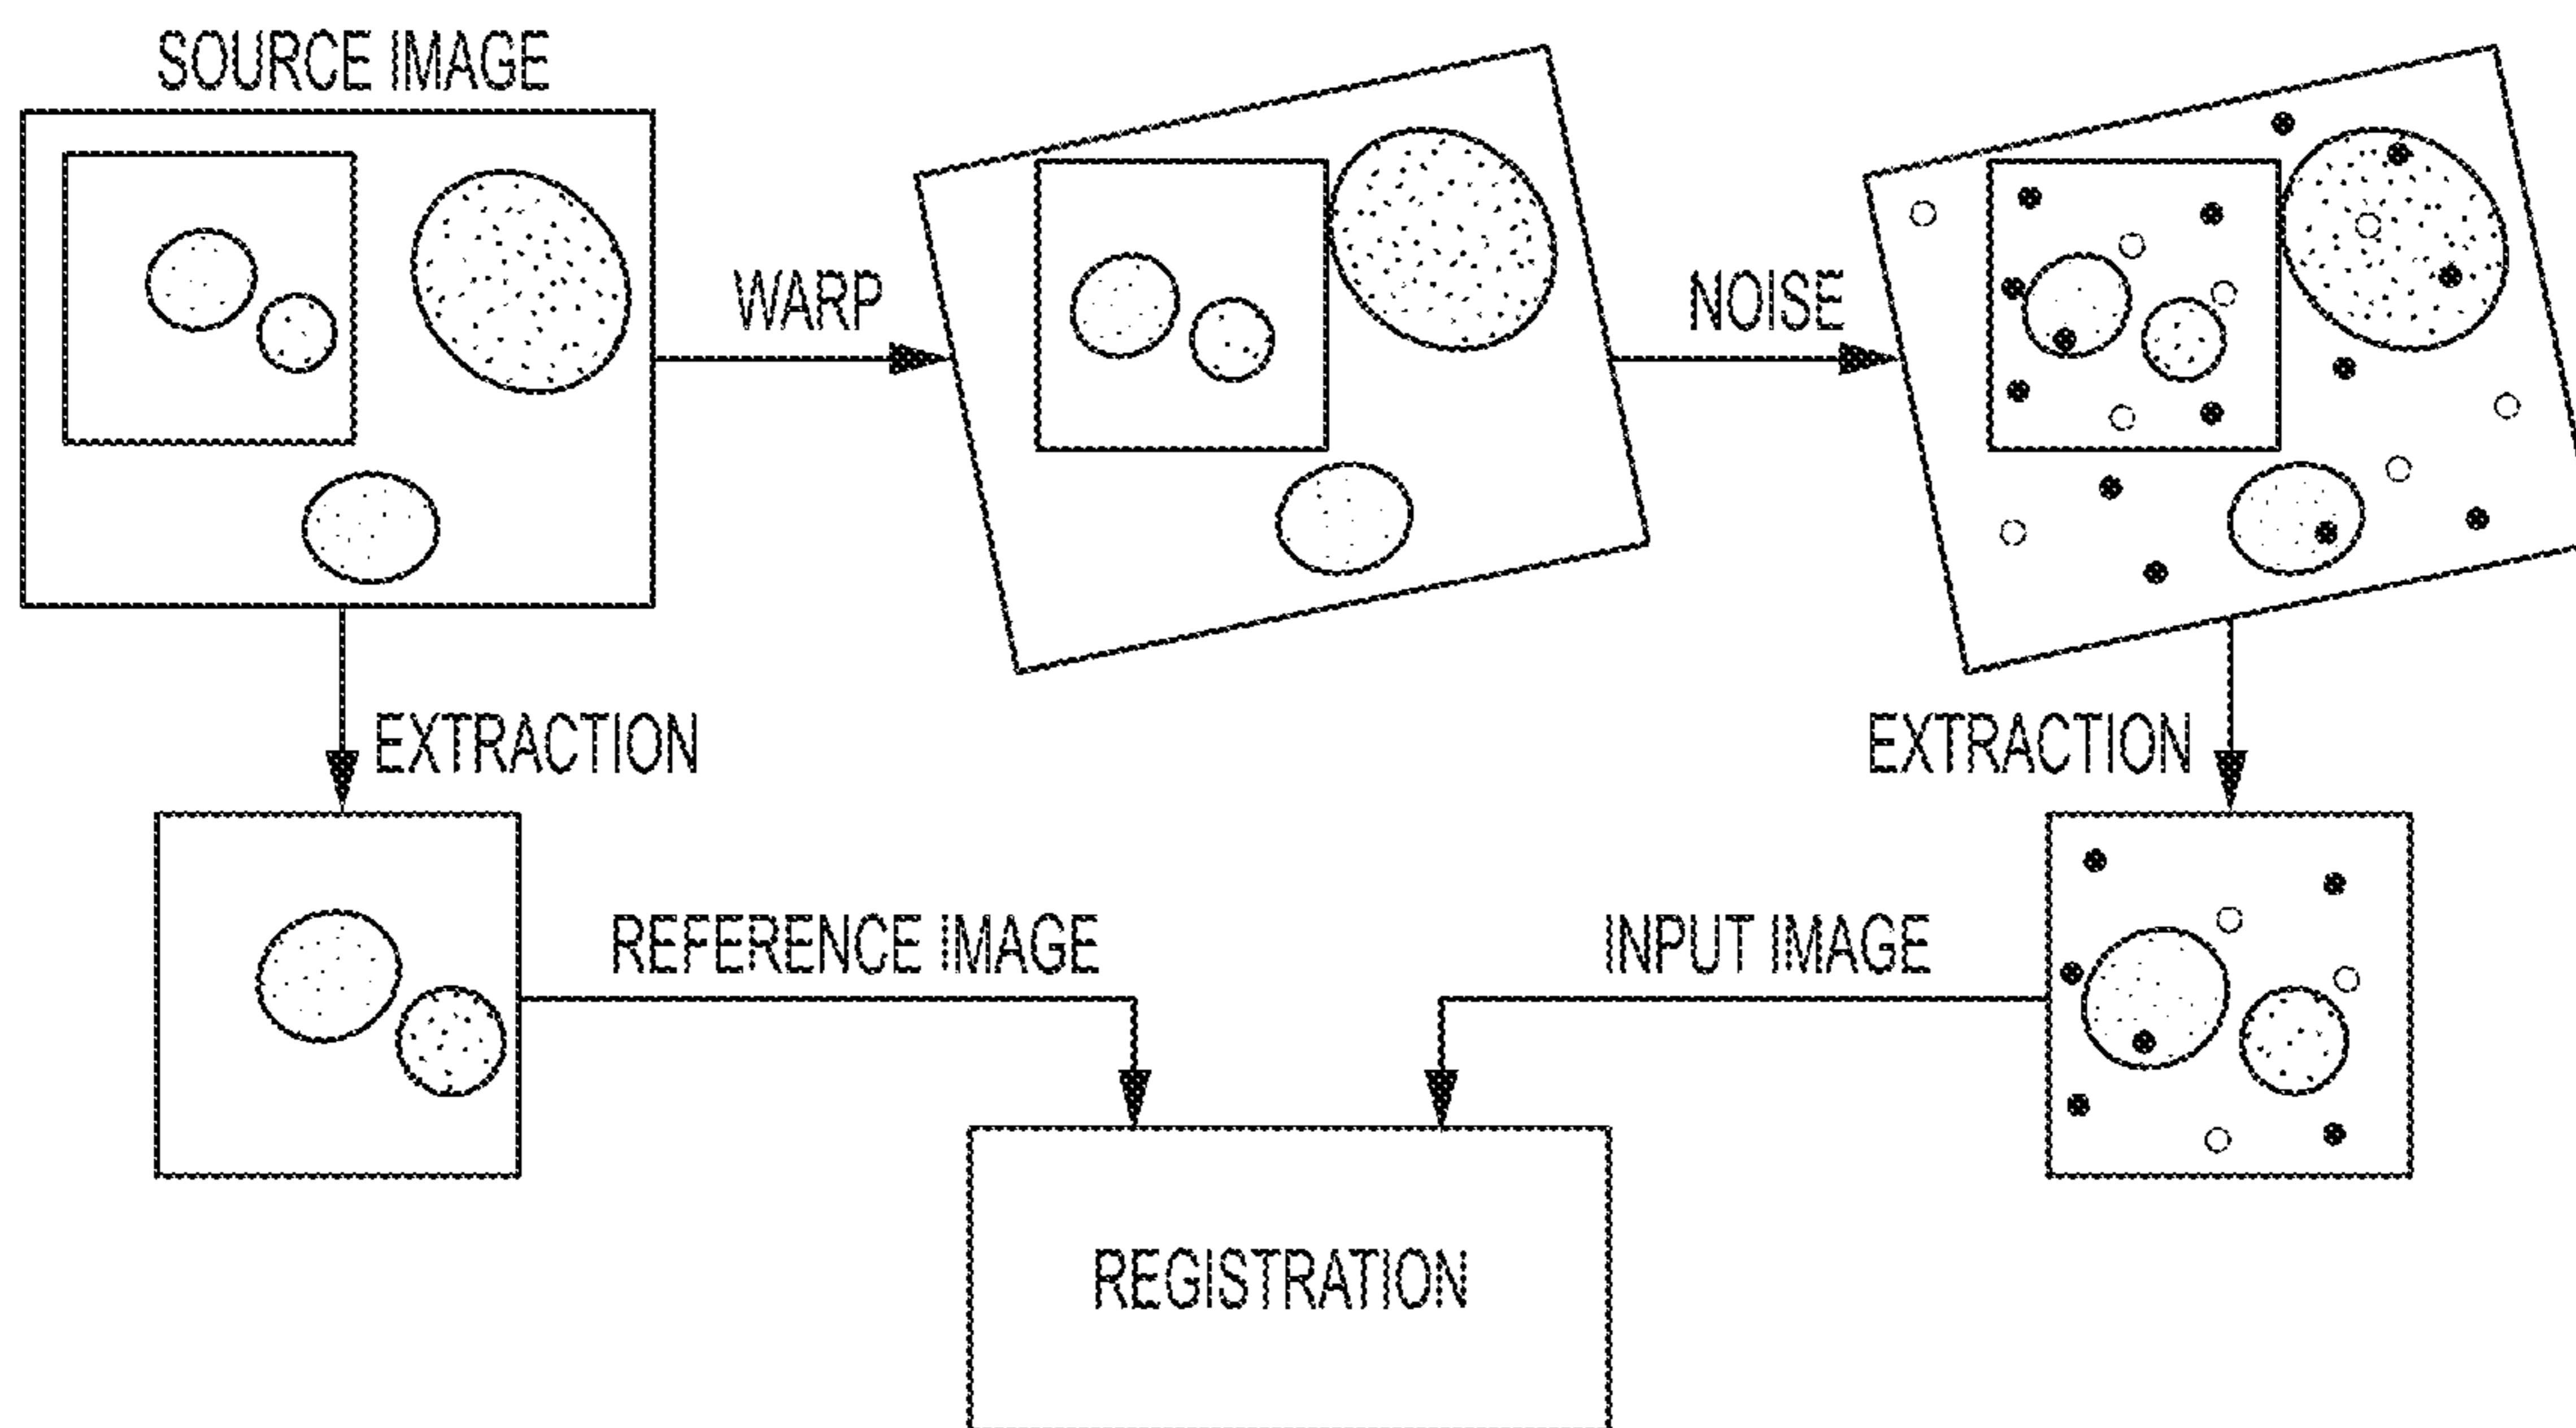 SOURCE IMAGE
WARP
NOISE
EXTRACTION
EXTRACTION
REFERENCE IMAGE
INPUT IMAGE
REGISTRATION